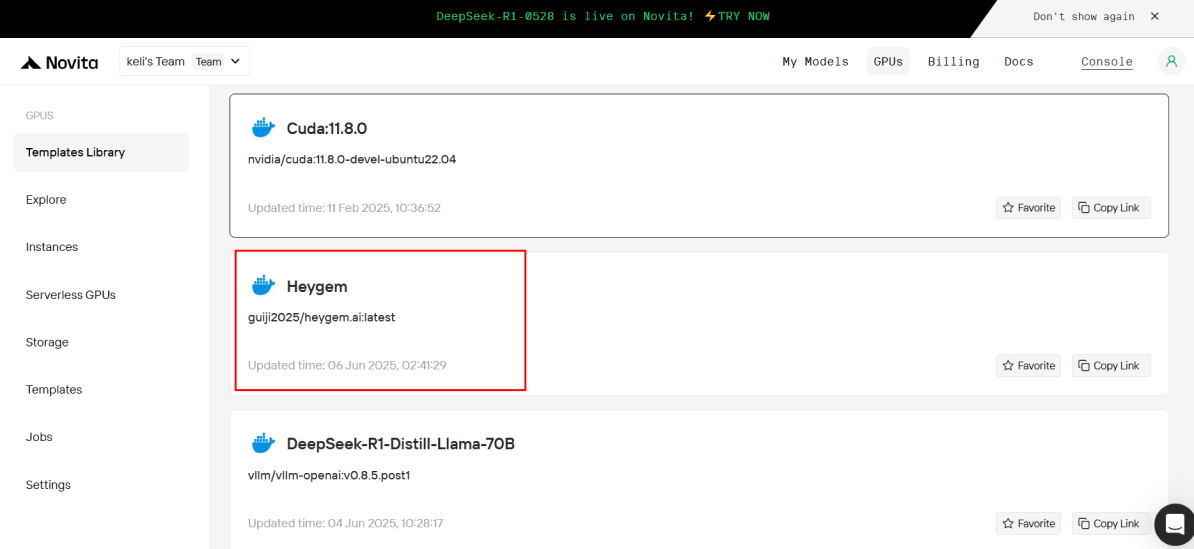 DeepSeek-R1-0528 is live on Novita! ⚡TRY NOW
Don't show again ✕
Novita
keli's Team Team
My Models GPUs Billing Docs Console
GPUS
Templates Library
Explore
Instances
Serverless GPUs
Storage
Templates
Jobs
Settings
Cuda:11.8.0
nvidia/cuda:11.8.0-devel-ubuntu22.04
Updated time: 11 Feb 2025, 10:36:52
Favorite Copy Link
Heygem
guiji2025/heygem.ai:latest
Updated time: 06 Jun 2025, 02:41:29
Favorite Copy Link
DeepSeek-R1-Distill-Llama-70B
vllm/vllm-openai:v0.8.5.post1
Updated time: 04 Jun 2025, 10:28:17
Favorite Copy Link